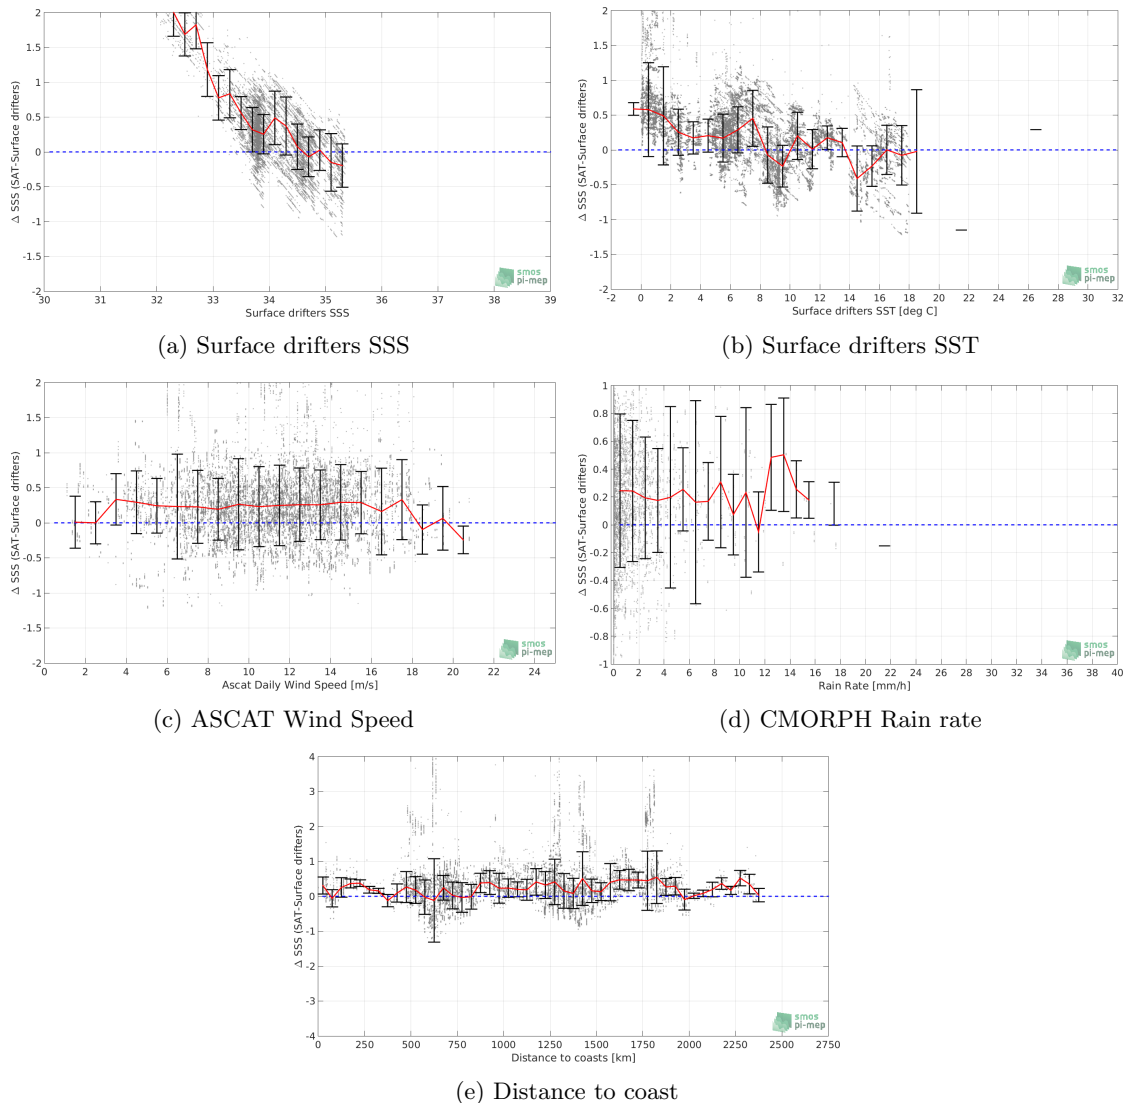 2
1.5
1
0.5
0
-0.5
-1
-1.5
-2
Δ SSS (SAT-Surface drifters)
30 31 32 33 34 35 36 37 38 39
Surface drifters SSS
smos
pi-mep
(a) Surface drifters SSS
2
1.5
1
0.5
0
-0.5
-1
-1.5
-2
Δ SSS (SAT-Surface drifters)
-2 0 2 4 6 8 10 12 14 16 18 20 22 24 26 28 30 32
Surface drifters SST [deg C]
smos
pi-mep
(b) Surface drifters SST
2
1.5
1
0.5
0
-0.5
-1
-1.5
-2
Δ SSS (SAT-Surface drifters)
0 2 4 6 8 10 12 14 16 18 20 22 24
Ascat Daily Wind Speed [m/s]
smos
pi-mep
(c) ASCAT Wind Speed
1
0.8
0.6
0.4
0.2
0
-0.2
-0.4
-0.6
-0.8
-1
Δ SSS (SAT-Surface drifters)
0 2 4 6 8 10 12 14 16 18 20 22 24 26 28 30 32 34 36 38 40
Rain Rate [mm/h]
smos
pi-mep
(d) CMORPH Rain rate
4
3
2
1
0
-1
-2
-3
-4
Δ SSS (SAT-Surface drifters)
0 250 500 750 1000 1250 1500 1750 2000 2250 2500 2750
Distance to coasts [km]
smos
pi-mep
(e) Distance to coast